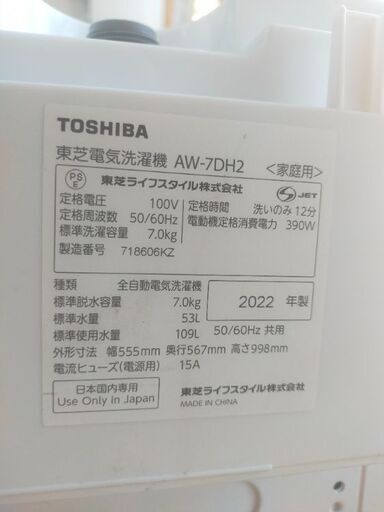 TOSHIBA
東芝電気洗濯機 AW-7DH2 <家庭用>
PS
E
東芝ライフスタイル株式会社
S JET
定格電圧 100V
定格周波数 50/60Hz
標準洗濯容量 7.0kg
製造番号 718606KZ
定格時間 洗いのみ 12分
電動機定格消費電力 390W
種類 全自動電気洗濯機
標準脱水容量 7.0kg
標準水量 53L
標準使用水量 109L
2022 年製
50/60Hz 共用
外形寸法 幅555mm 奥行567mm 高さ998mm
電流ヒューズ(電源用) 15A
日本国内専用
Use Only in Japan
東芝ライフスタイル株式会社
MADE IN CHINA